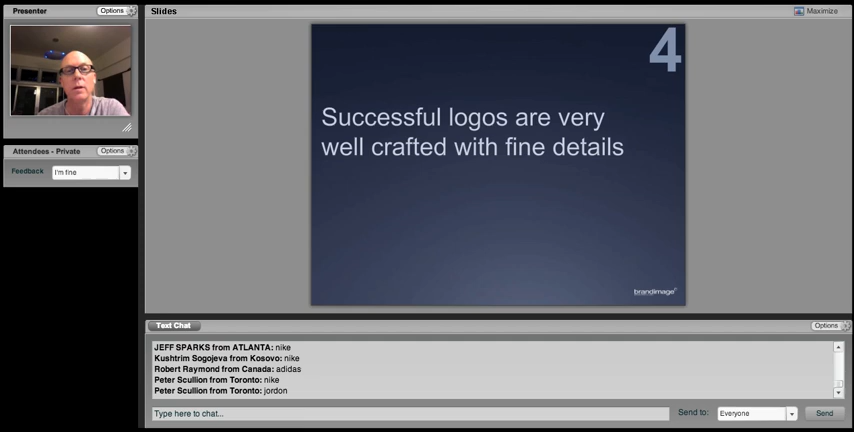 Presenter
Options
Slides
Maximize
4
Successful logos are very
well crafted with fine details
brandimage
Attendees - Private
Options
Feedback
I'm fine
Text Chat
Options
JEFF SPARKS from ATLANTA: nike
Kushtrim Sogojeva from Kosovo: nike
Robert Raymond from Canada: adidas
Peter Scullion from Toronto: nike
Peter Scullion from Toronto: jordon
Type here to chat...
Send to:
Everyone
Send